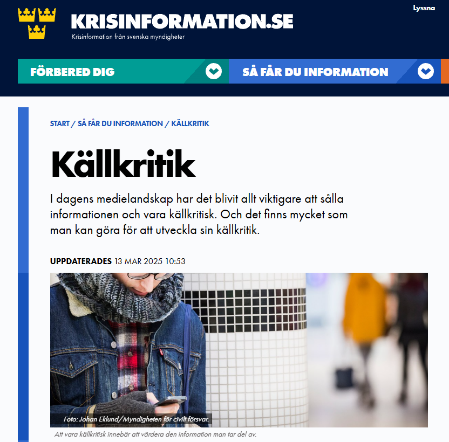 Lyssna
KRISINFORMATION.SE
Krisinformation från svenska myndigheter
FÖRBERED DIG
SÅ FÅR DU INFORMATION
START / SÅ FÅR DU INFORMATION / KÄLLKRITIK
Källkritik
I dagens medielandskap har det blivit allt viktigare att sålla
informationen och vara källkritisk. Och det finns mycket som
man kan göra för att utveckla sin källkritik.
UPPDATERADES 13 MAR 2025 10:53
Foto: Johan Eklund/Myndigheten för civilt försvar.
Att vara källkritisk innebär att värdera den information man tar del av.